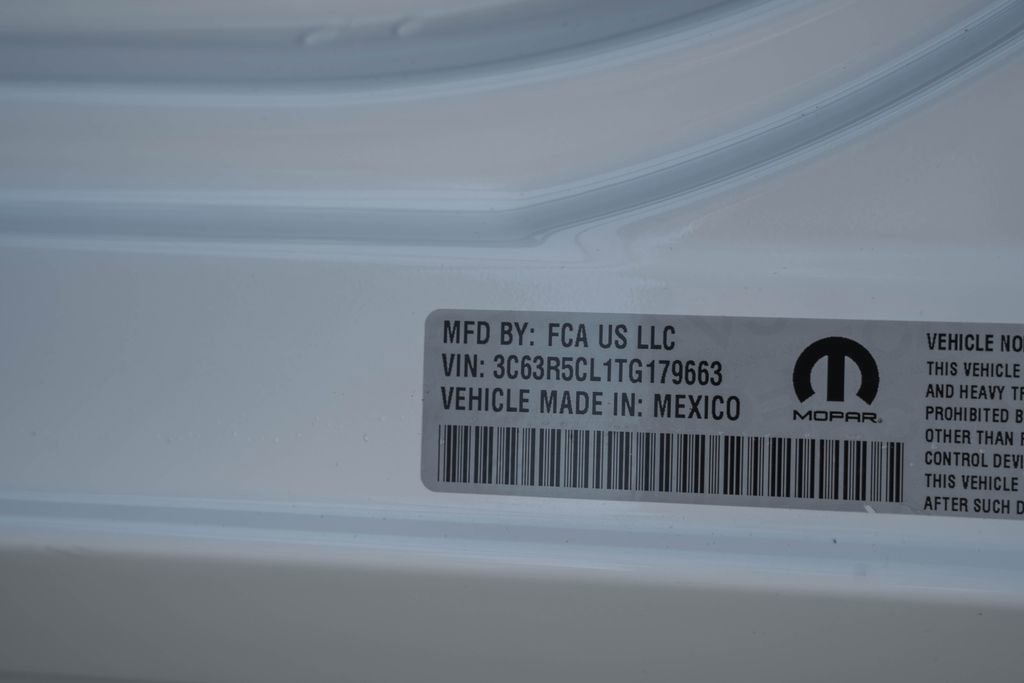 MFD BY: FCA US LLC
VIN: 3C63R5CL1TG179663
VEHICLE MADE IN: MEXICO
MOPAR®
VEHICLE
THIS VEHICLE
AND HEAVY
PROHIBITED
OTHER THAN
CONTROL
THIS VEHICLE
AFTER SUCH